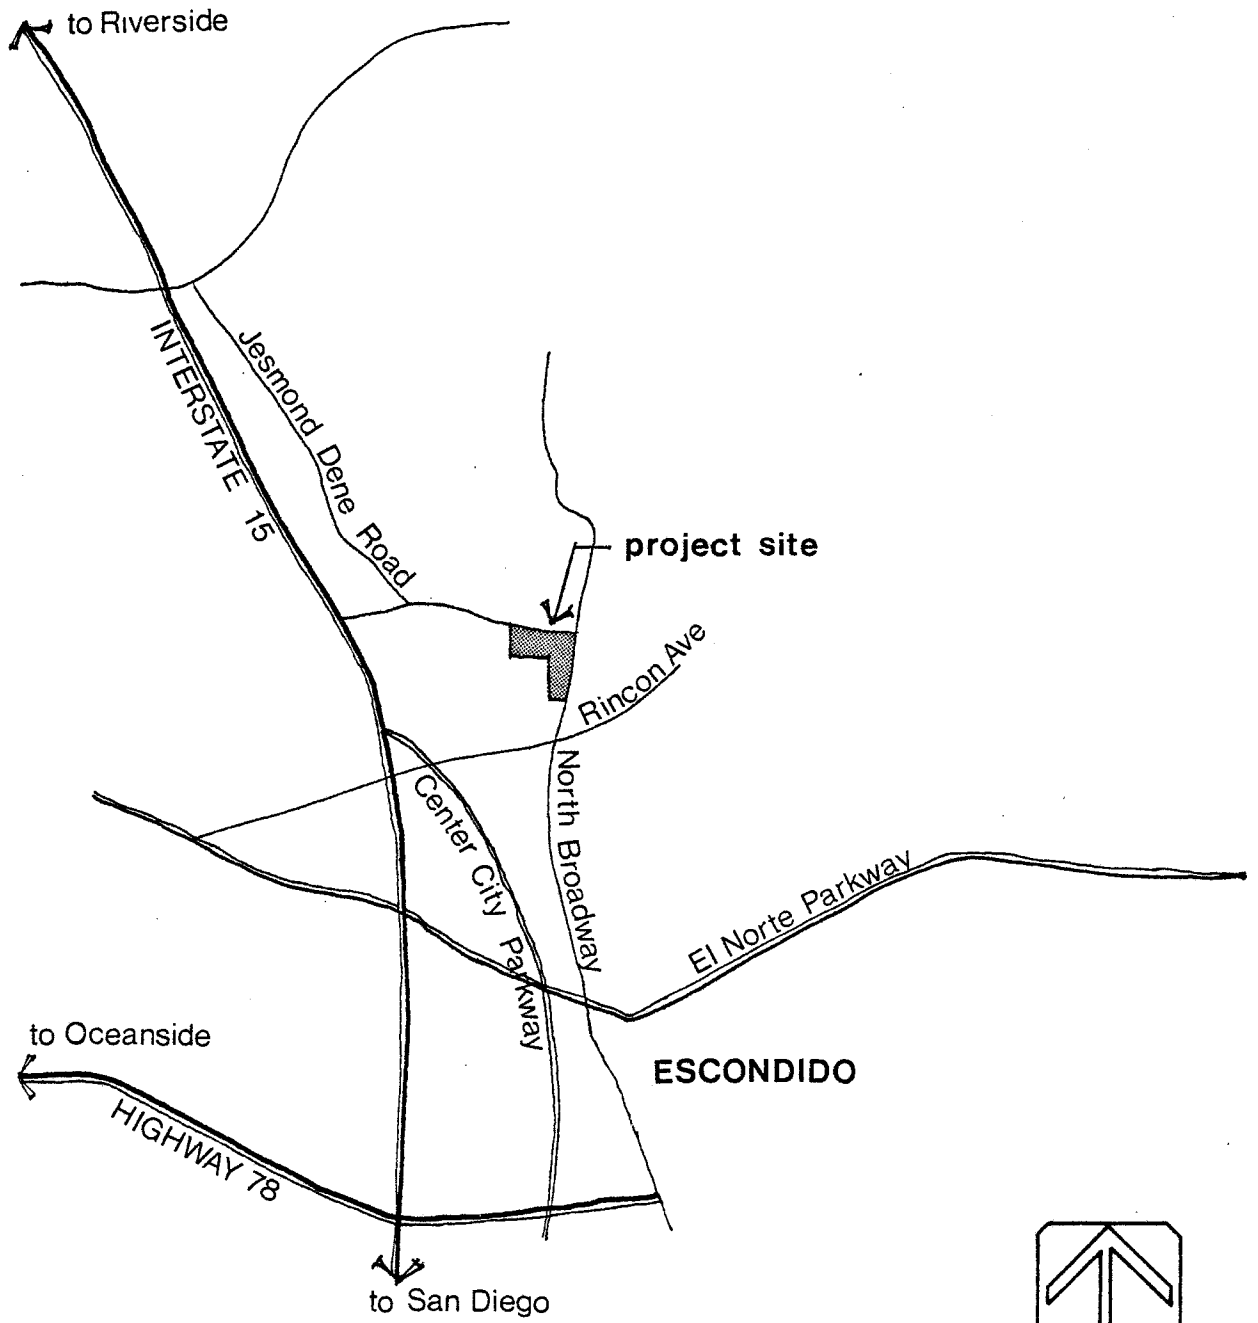 to Riverside
INTERSTATE 15
Jesmond Dene Road
project site
Rincon Ave
Center City Parkway
North Broadway
El Norte Parkway
to Oceanside
ESCONDIDO
HIGHWAY 78
to San Diego